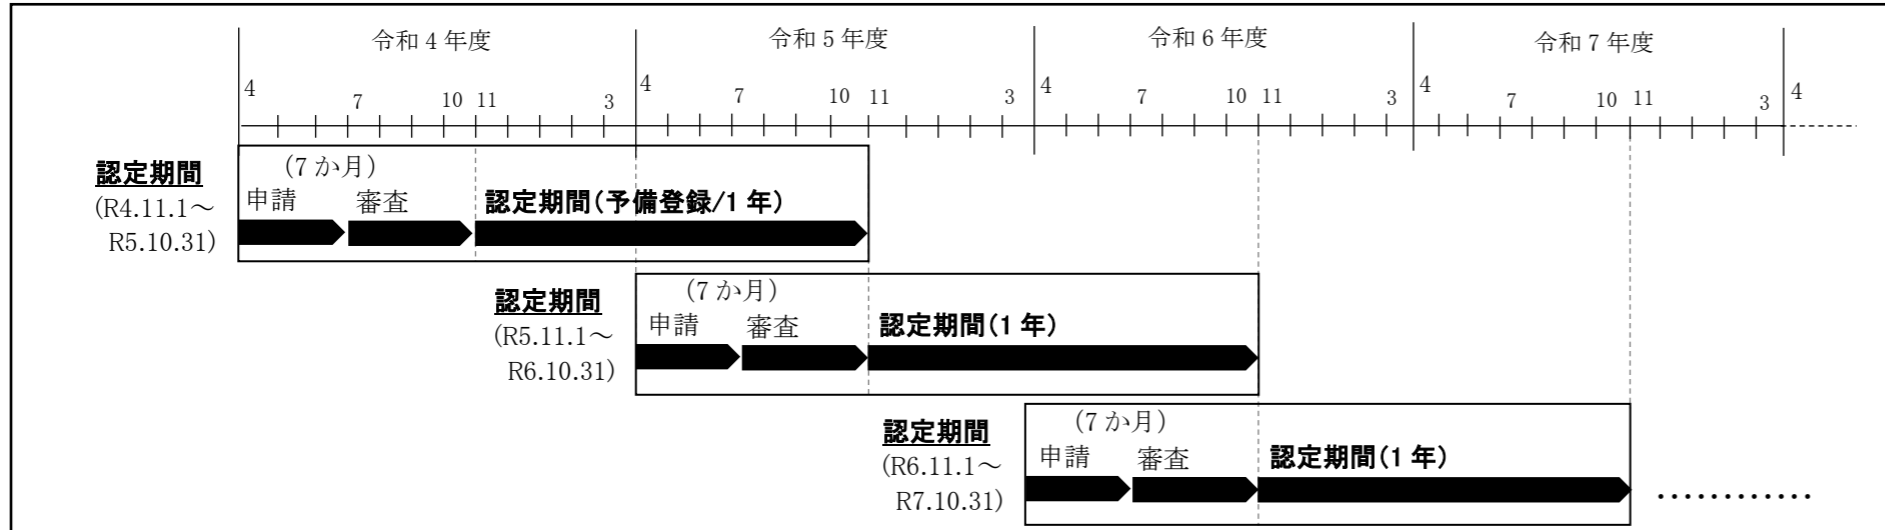 令和4年度 令和5年度 令和6年度 令和7年度
4 7 10 11 3 4 7 10 11 3 4 7 10 11 3 4 7 10 11 3 4
認定期間
(R4.11.1～
R5.10.31)
(7か月)
申請 審査 認定期間(予備登録/1年)
認定期間
(R5.11.1～
R6.10.31)
(7か月)
申請 審査 認定期間(1年)
認定期間
(R6.11.1～
R7.10.31)
(7か月)
申請 審査 認定期間(1年)
…………